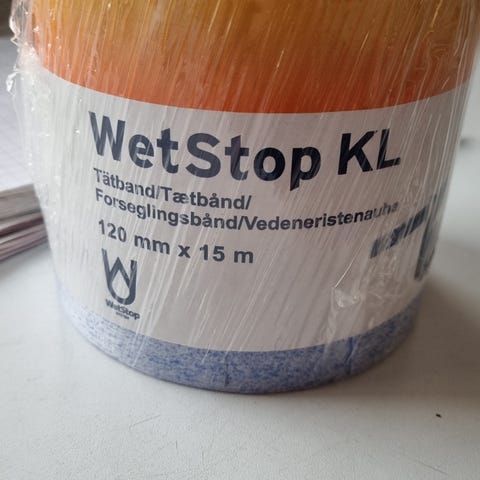 WetStop KL
Tätband/Tætbånd/
Forseglingsbånd/Vedeneristenauha
120 mm x 15 m
WetStop